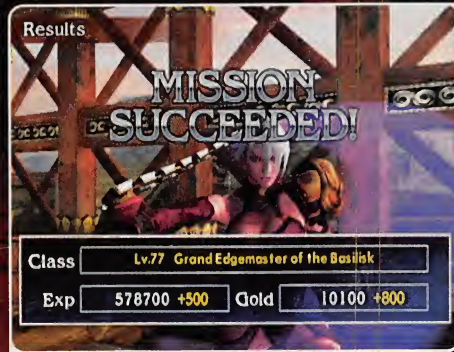 Results
MISSION
SUCCEEDED!
Class Lv.77 Grand Edgemaster of the Basilisk
Exp 578700 +500 Gold 10100 +800